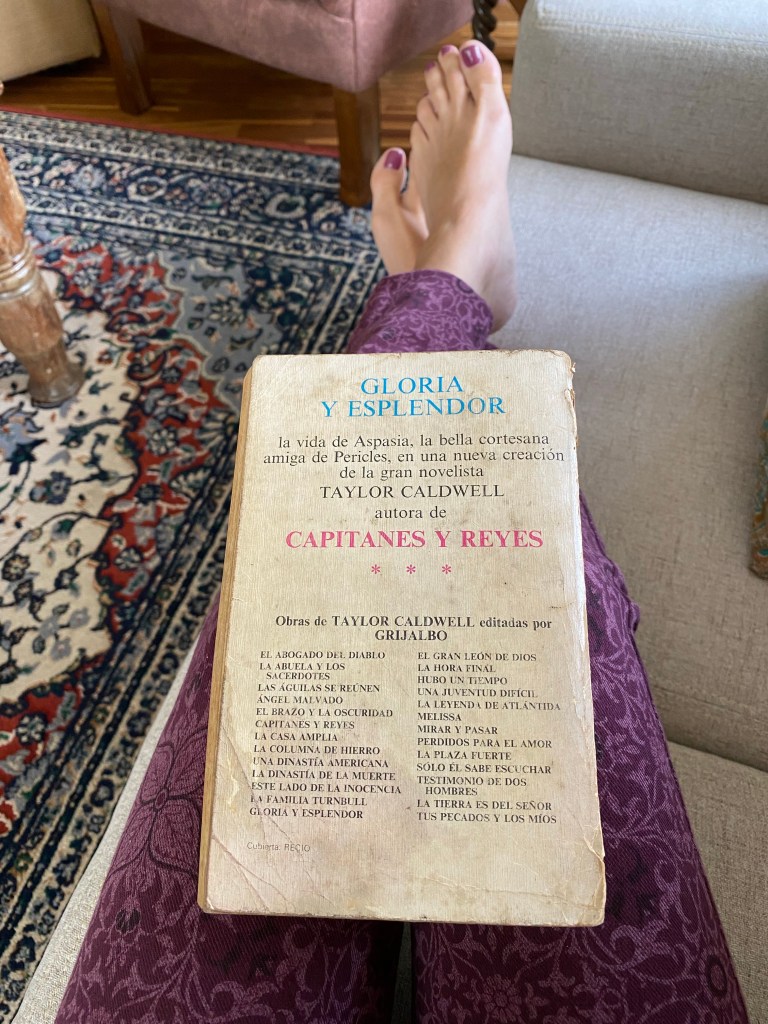 GLORIA
Y ESPLENDOR
la vida de Aspasia, la bella cortesana
amiga de Pericles, en una nueva creación
de la gran novelista
TAYLOR CALDWELL
autora de
CAPITANES Y REYES
* * *
Obras de TAYLOR CALDWELL editadas por
GRIJALBO
EL ABOGADO DEL DIABLO
LA ABUELA Y LOS
SACERDOTES
LAS ÁGUILAS SE REÚNEN
ÁNGEL MALVADO
EL BRAZO Y LA OSCURIDAD
CAPITANES Y REYES
LA CASA AMPLIA
LA COLUMNA DE HIERRO
UNA DINASTÍA AMERICANA
LA DINASTÍA DE LA MUERTE
ESTE LADO DE LA INOCENCIA
LA FAMILIA TURNBULL
GLORIA Y ESPLENDOR
EL GRAN LEÓN DE DIOS
LA HORA FINAL
HUBO UN TIEMPO
UNA JUVENTUD DIFÍCIL
LA LEYENDA DE ATLÁNTIDA
MELISSA
MIRAR Y PASAR
PERDIDOS PARA EL AMOR
LA PLAZA FUERTE
SÓLO ÉL SABE ESCUCHAR
TESTIMONIO DE DOS
HOMBRES
LA TIERRA ES DEL SEÑOR
TUS PECADOS Y LOS MÍOS
Cubierta: RECIO